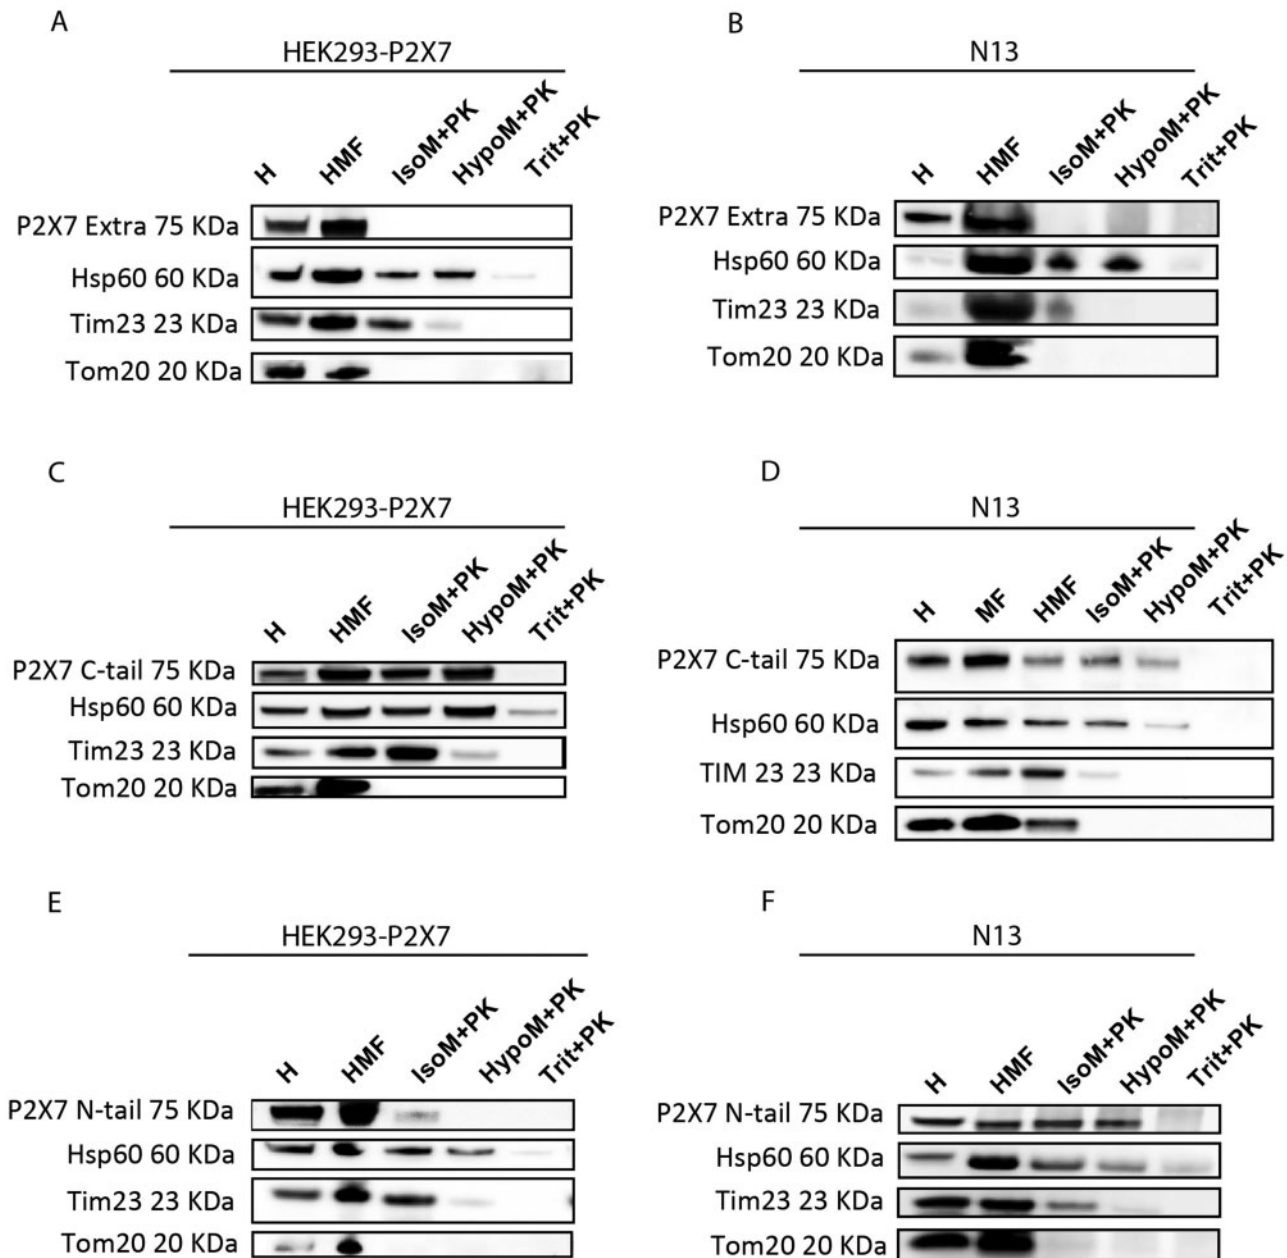 A
HEK293-P2X7
H HMF IsoM+PK HypoM+PK Trit+PK
P2X7 Extra 75 KDa
Hsp60 60 KDa
Tim23 23 KDa
Tom20 20 KDa
B
N13
H HMF IsoM+PK HypoM+PK Trit+PK
P2X7 Extra 75 KDa
Hsp60 60 KDa
Tim23 23 KDa
Tom20 20 KDa
C
HEK293-P2X7
H HMF IsoM+PK HypoM+PK Trit+PK
P2X7 C-tail 75 KDa
Hsp60 60 KDa
Tim23 23 KDa
Tom20 20 KDa
D
N13
H MF HMF IsoM+PK HypoM+PK Trit+PK
P2X7 C-tail 75 KDa
Hsp60 60 KDa
TIM 23 23 KDa
Tom20 20 KDa
E
HEK293-P2X7
H HMF IsoM+PK HypoM+PK Trit+PK
P2X7 N-tail 75 KDa
Hsp60 60 KDa
Tim23 23 KDa
Tom20 20 KDa
F
N13
H HMF IsoM+PK HypoM+PK Trit+PK
P2X7 N-tail 75 KDa
Hsp60 60 KDa
Tim23 23 KDa
Tom20 20 KDa